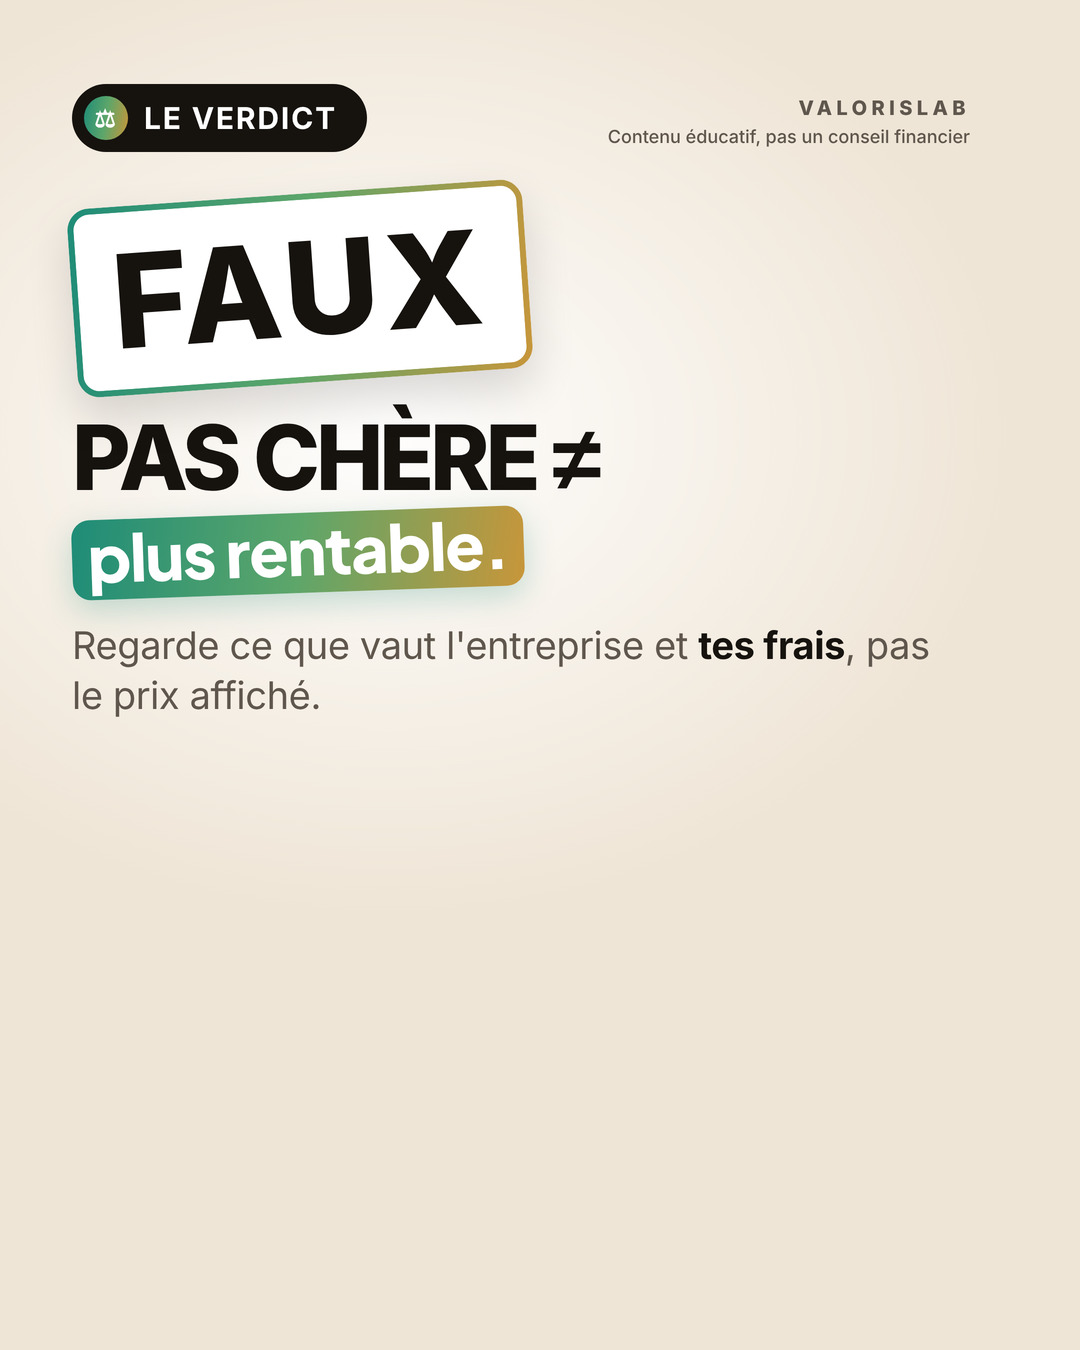 LE VERDICT
VALORISLAB
Contenu éducatif, pas un conseil financier
FAUX
PAS CHÈRE ≠
plus rentable.
Regarde ce que vaut l'entreprise et tes frais, pas
le prix affiché.